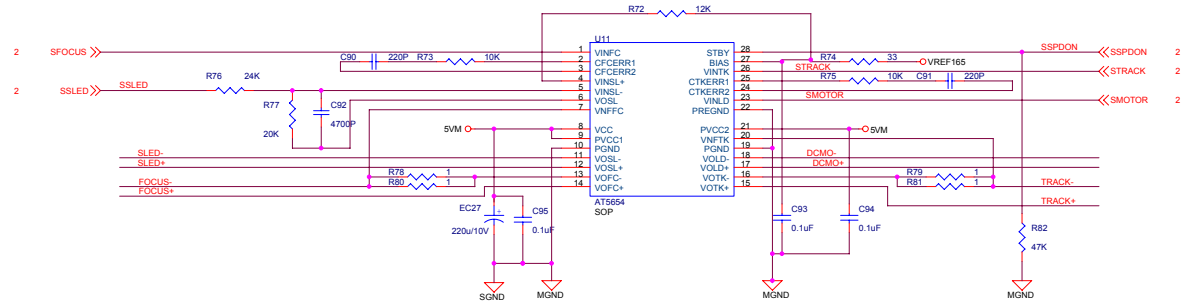 R72 12K
U11
2 SFOCUS 1 VINFC STBY 28 SSPDON SSPDON 2
C90 220P R73 10K 2 CFCERR1 BIAS 27 R74 33 VREF165
3 CFCERR2 VINTK 26 STRACK STRACK 2
R76 24K 4 VINSL+ CTKERR1 25 R75 10K C91 220P
2 SSLED SSLED 5 VINSL- CTKERR2 24
6 VOSL VINLD 23 SMOTOR SMOTOR 2
R77 20K C92 4700P 7 VNFFC PREGND 22
5VM 8 VCC PVCC2 21 5VM
9 PVCC1 VNFTK 20
10 PGND PGND 19
SLED- 11 VOSL- VOLD- 18 DCMO-
SLED+ 12 VOSL+ VOLD+ 17 DCMO+
R78 1 13 VOFC- VOTK- 16 R79 1
FOCUS- R80 1 14 VOFC+ VOTK+ 15 R81 1 TRACK-
FOCUS+
AT5654
TRACK+
SOP
EC27 + C95 C93 C94
220u/10V 0.1uF 0.1uF 0.1uF
R82
47K
SGND MGND MGND MGND